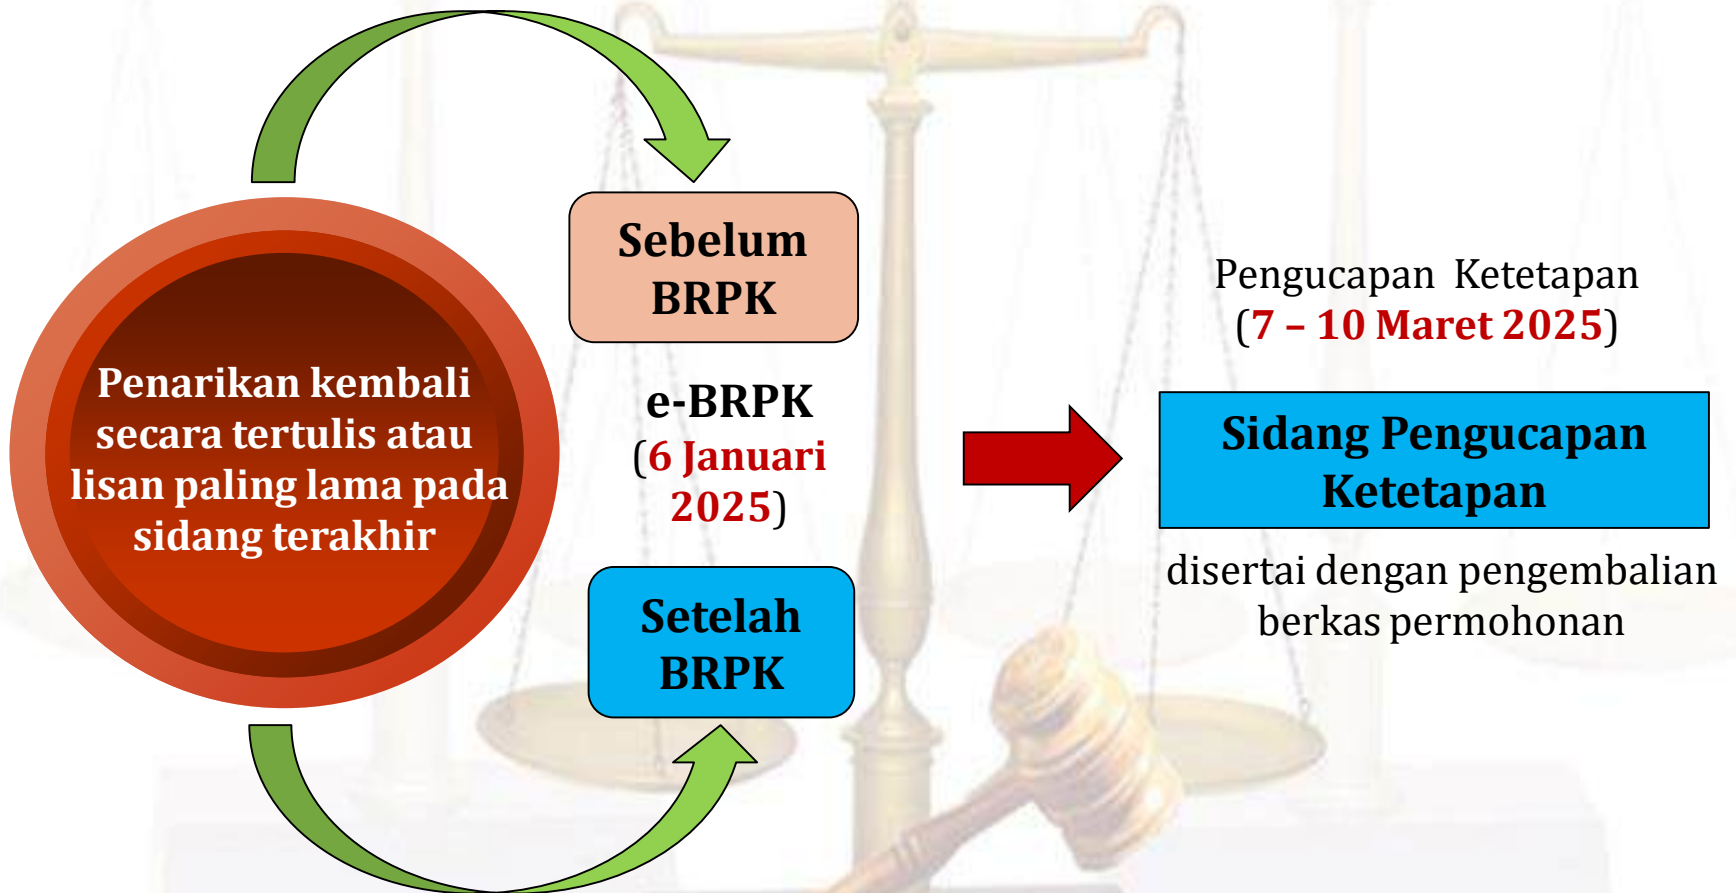 Penarikan kembali
secara tertulis atau
lisan paling lama pada
sidang terakhir
Sebelum
BRPK
e-BRPK
(6 Januari
2025)
Setelah
BRPK
Pengucapan Ketetapan
(7 – 10 Maret 2025)
Sidang Pengucapan
Ketetapan
disertai dengan pengembalian
berkas permohonan